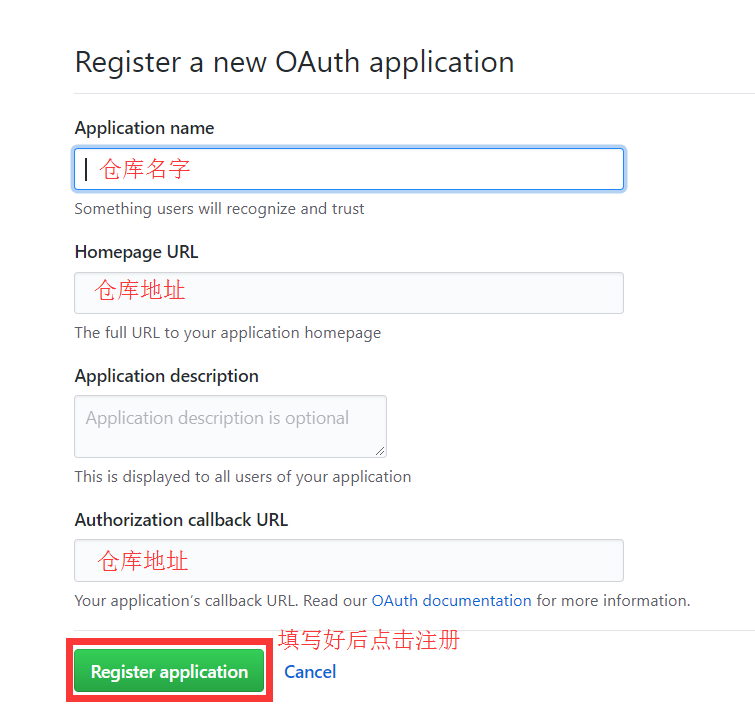 Register a new OAuth application
Application name
仓库名字
Something users will recognize and trust
Homepage URL
仓库地址
The full URL to your application homepage
Application description
Application description is optional
This is displayed to all users of your application
Authorization callback URL
仓库地址
Your application’s callback URL. Read our OAuth documentation for more information.
填写好后点击注册
Register application Cancel